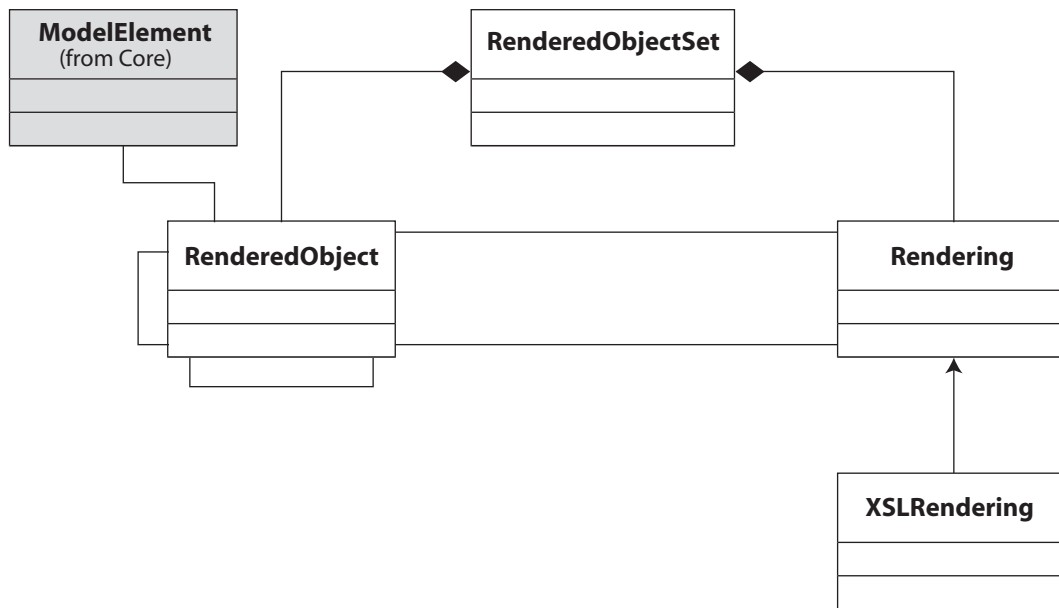 ModelElement
(from Core)
RenderedObjectSet
RenderedObject
Rendering
XSLRendering